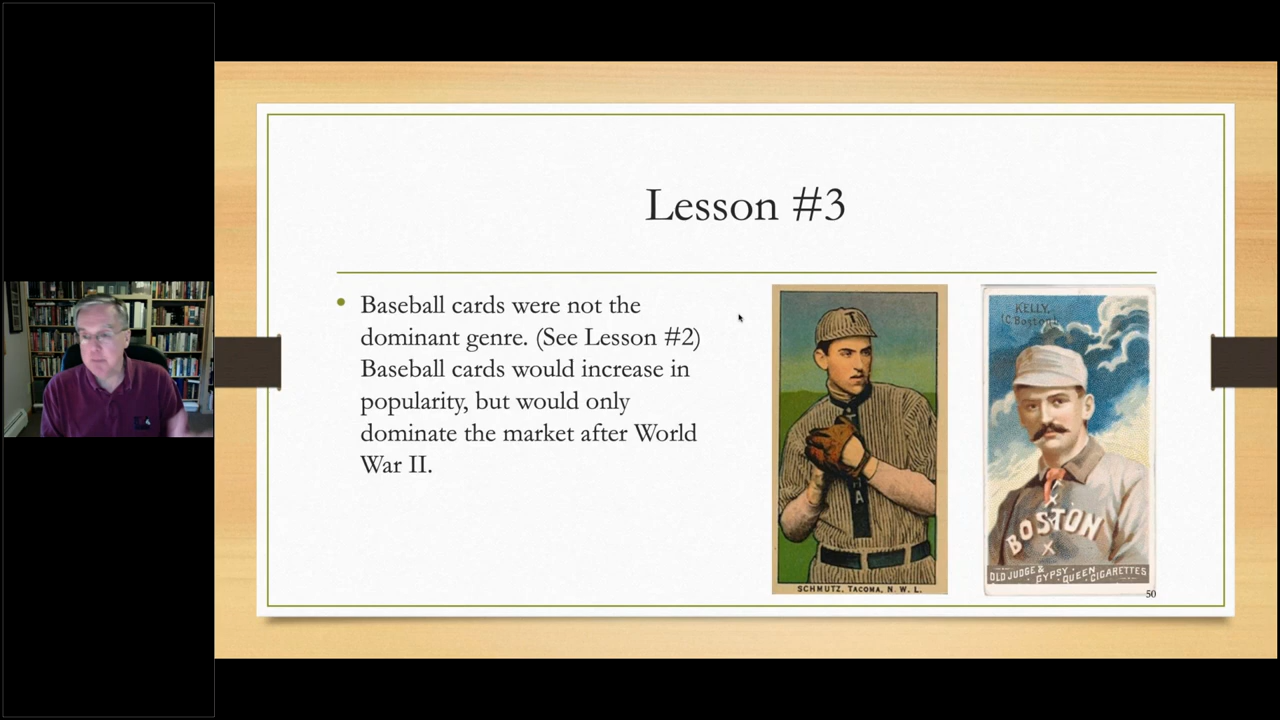 Lesson #3
Baseball cards were not the
dominant genre. (See Lesson #2)
Baseball cards would increase in
popularity, but would only
dominate the market after World
War II.
T
A
SCHMUTZ, TACOMA, N. W. L.
KELLY,
(C. Boston)
BOSTON
OLD JUDGE & GYPSY QUEEN CIGARETTES
50